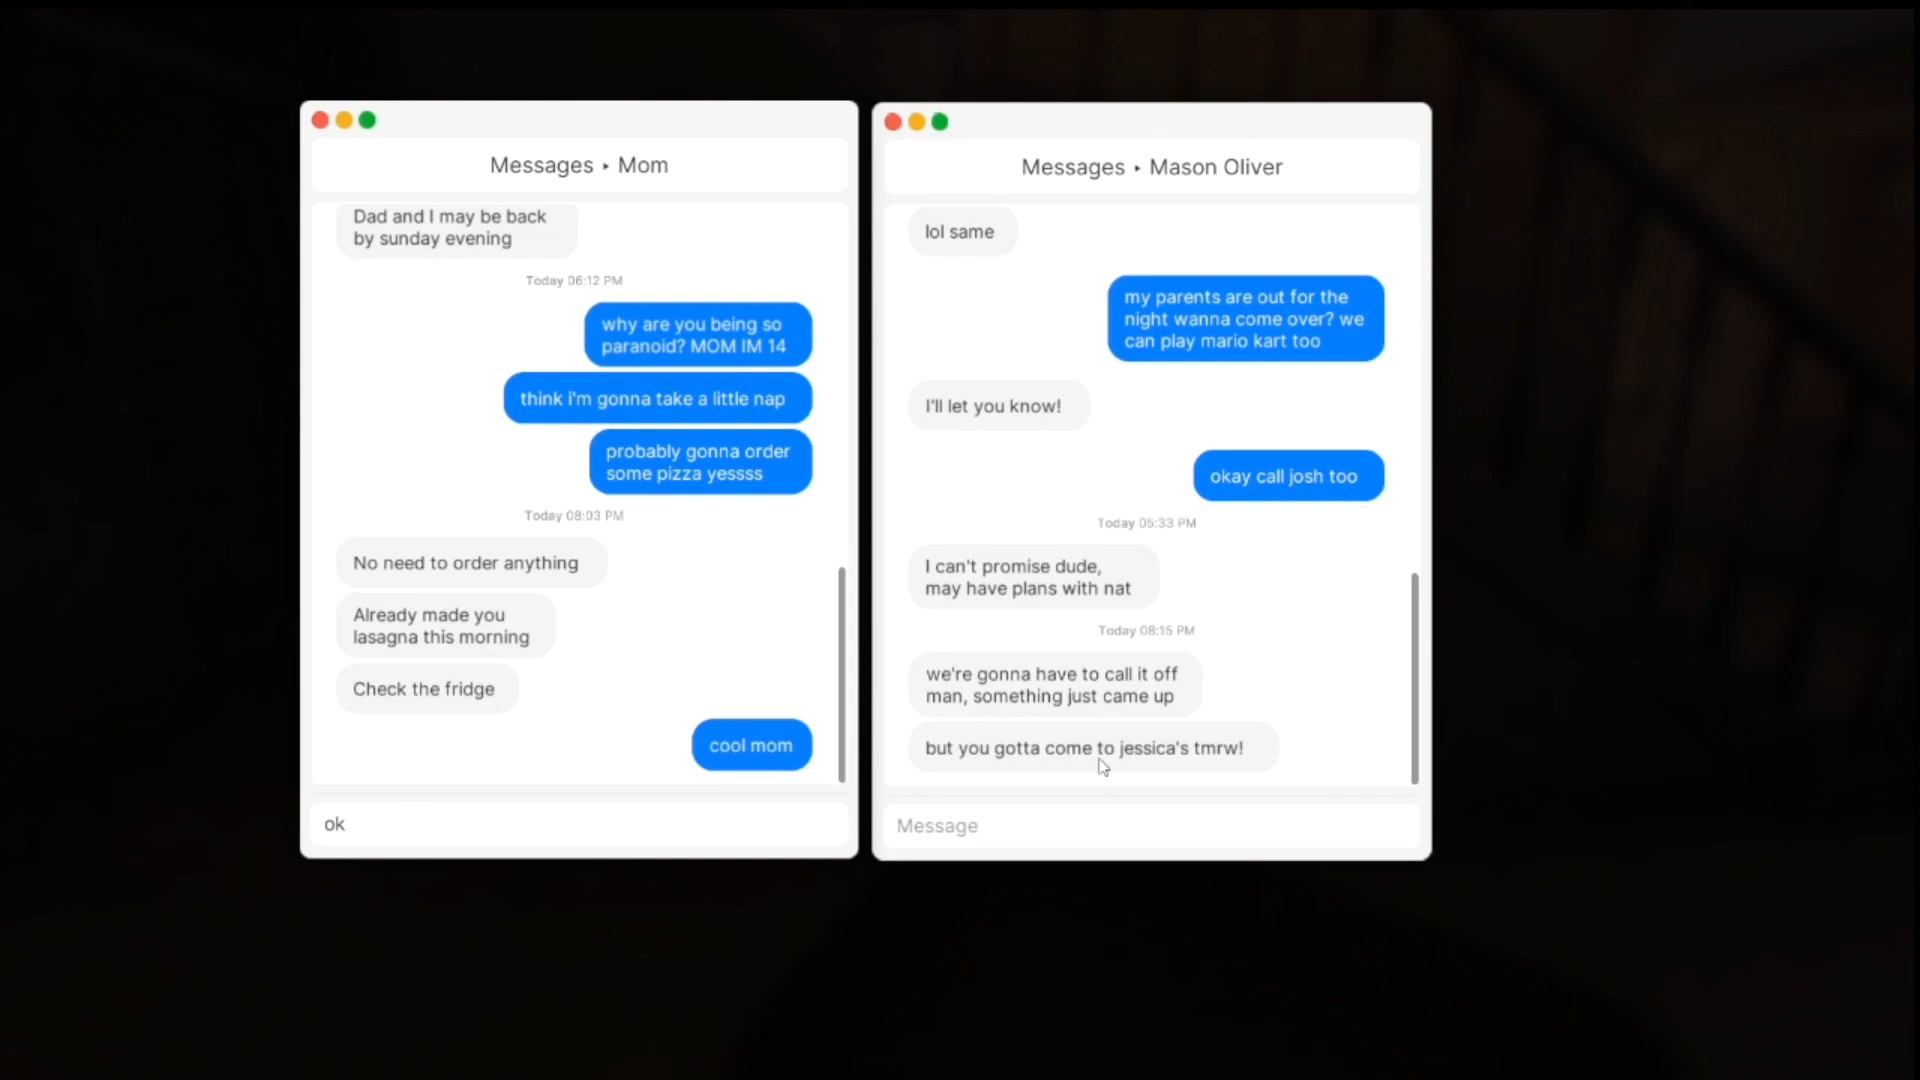 Messages ‣ Mom
Dad and I may be back
by sunday evening
Today 06:12 PM
why are you being so
paranoid? MOM IM 14
think i'm gonna take a little nap
probably gonna order
some pizza yessss
Today 08:03 PM
No need to order anything
Already made you
lasagna this morning
Check the fridge
cool mom
ok
Messages ‣ Mason Oliver
lol same
my parents are out for the
night wanna come over? we
can play mario kart too
I'll let you know!
okay call josh too
Today 05:33 PM
I can't promise dude,
may have plans with nat
Today 08:15 PM
we're gonna have to call it off
man, something just came up
but you gotta come to jessica's tmrw!
Message